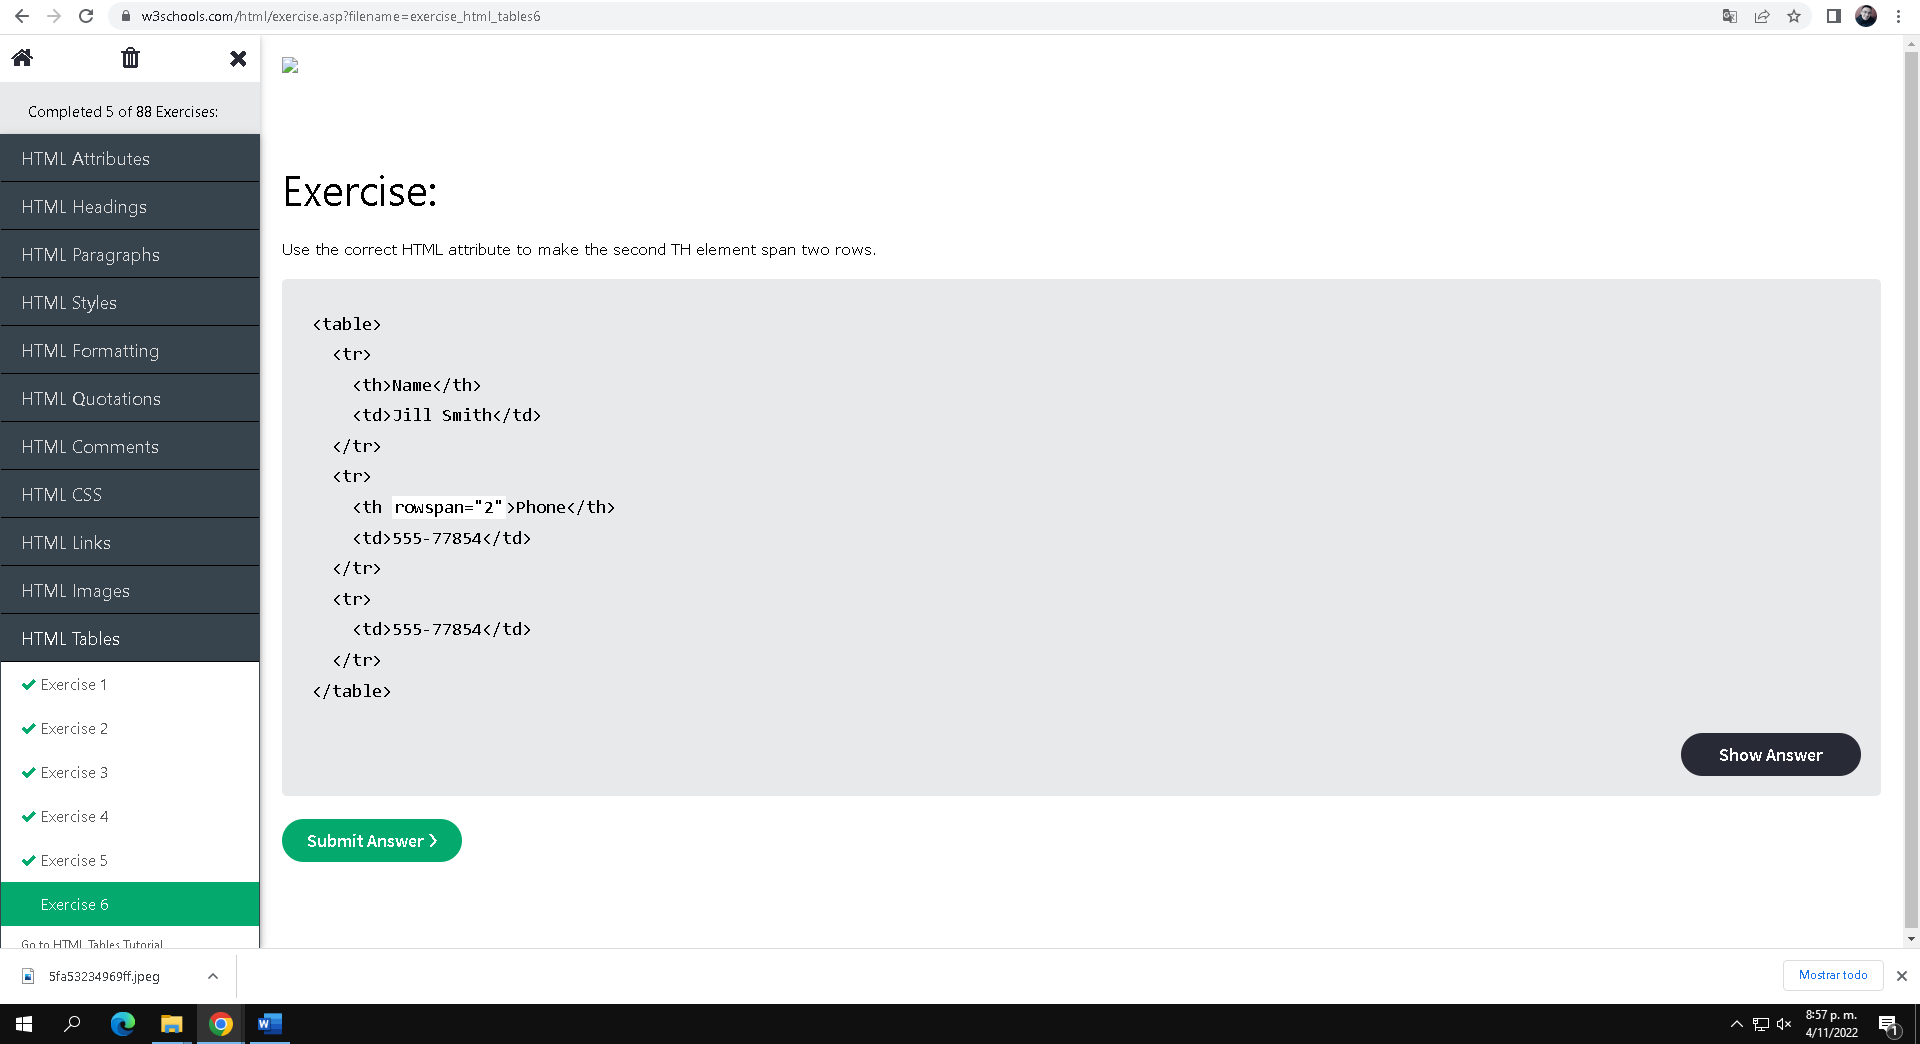 w3schools.com/html/exercise.asp?filename=exercise_html_tables6
Completed 5 of 88 Exercises:
HTML Attributes
HTML Headings
HTML Paragraphs
HTML Styles
HTML Formatting
HTML Quotations
HTML Comments
HTML CSS
HTML Links
HTML Images
HTML Tables
Exercise 1
Exercise 2
Exercise 3
Exercise 4
Exercise 5
Exercise 6
Go to HTML Tables Tutorial
Exercise:
Use the correct HTML attribute to make the second TH element span two rows.
<table>
<tr>
<th>Name</th>
<td>Jill Smith</td>
</tr>
<tr>
<th rowspan="2">Phone</th>
<td>555-77854</td>
</tr>
<tr>
<td>555-77854</td>
</tr>
</table>
Show Answer
Submit Answer ❯
5fa53234969ff.jpeg
Mostrar todo
8:57 p. m.
4/11/2022
1